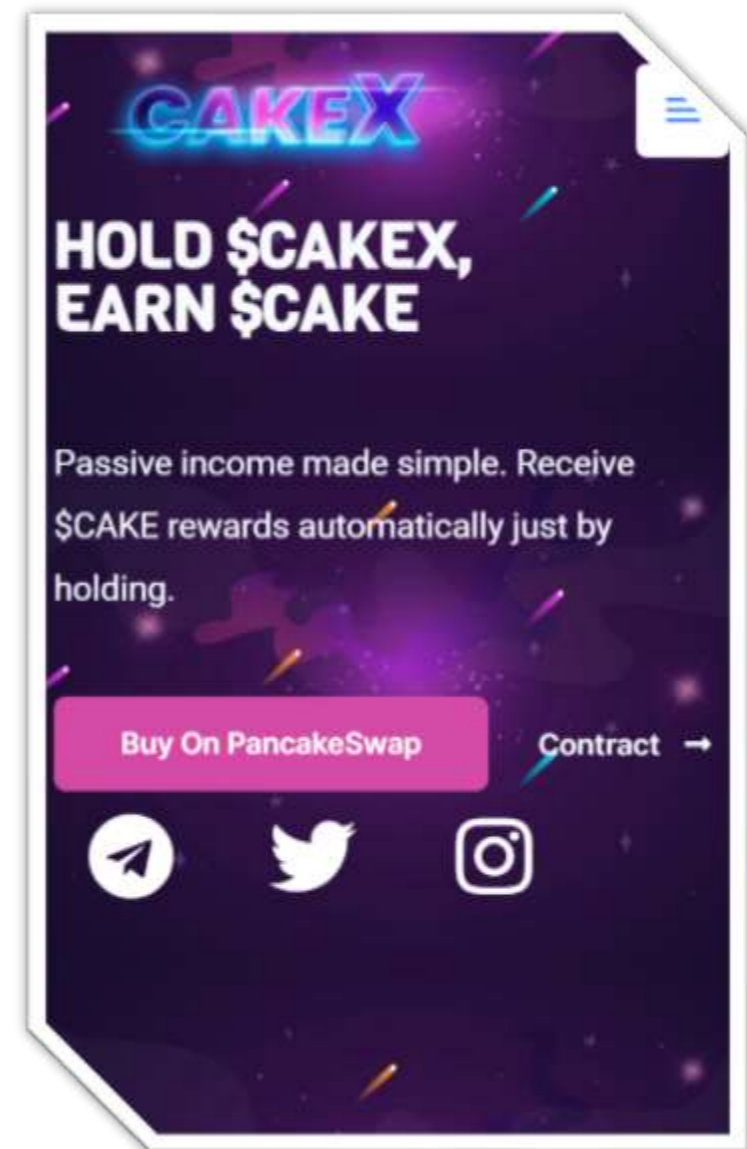 CAKEX
HOLD $CAKEX,
EARN $CAKE
Passive income made simple. Receive
$CAKE rewards automatically just by
holding.
Buy On PancakeSwap
Contract →